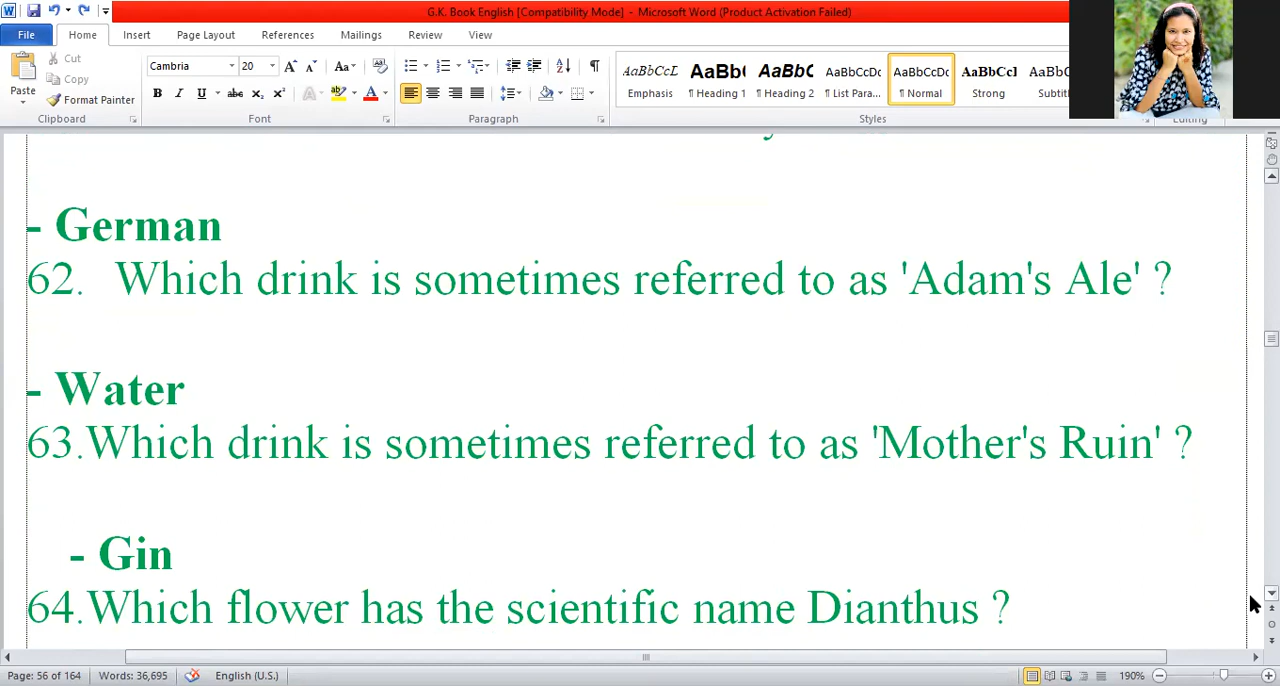 G.K. Book English [Compatibility Mode] - Microsoft Word (Product Activation Failed)
File Home Insert Page Layout References Mailings Review View
Cut
Copy
Format Painter
Paste
Cambria 20
AaBbCcL AaBb( AaBbC AaBbCcDc AaBbCcDc AaBbCcI
Emphasis ¶ Heading 1 ¶ Heading 2 ¶ List Para... ¶ Normal Strong
Clipboard Font Paragraph Styles Editing
- German
62. Which drink is sometimes referred to as 'Adam's Ale' ?
- Water
63.Which drink is sometimes referred to as 'Mother's Ruin' ?
- Gin
64.Which flower has the scientific name Dianthus ?
Page: 56 of 164 Words: 36,695 English (U.S.) 190%